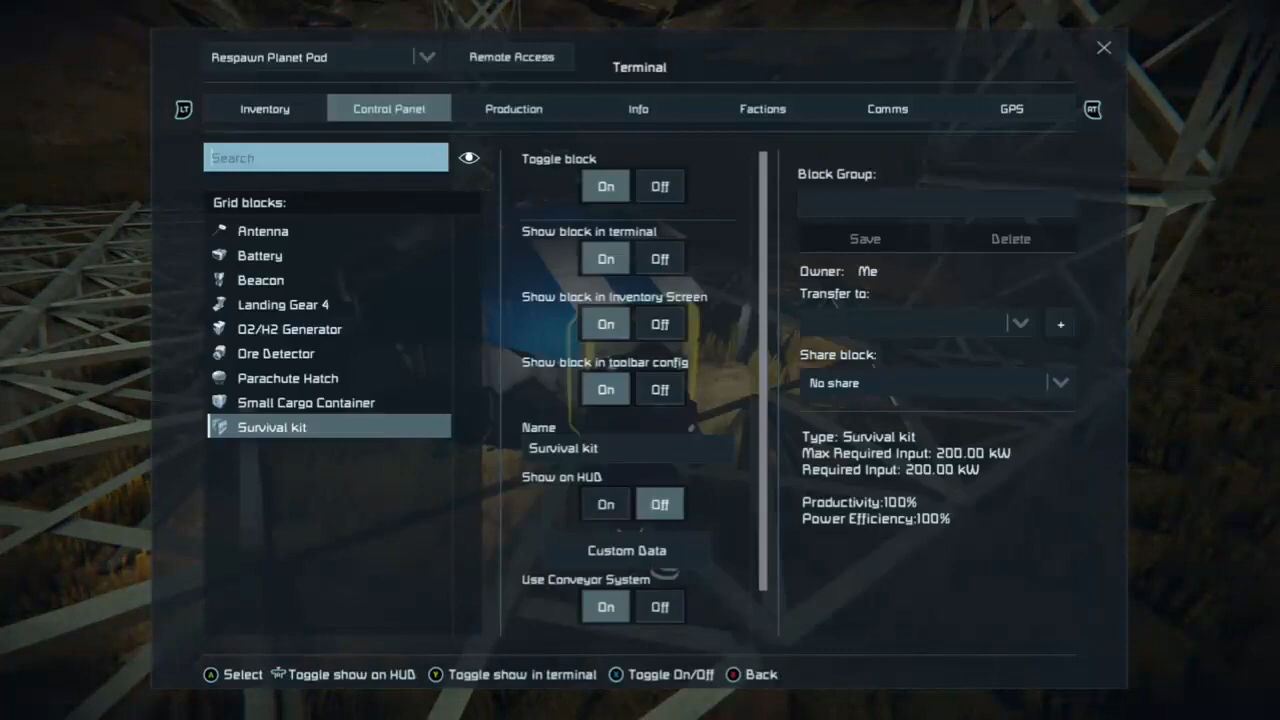 Respawn Planet Pod
Remote Access
Terminal
LT
Inventory
Control Panel
Production
Info
Factions
Comms
GPS
RT
Search
Grid blocks:
Antenna
Battery
Beacon
Landing Gear 4
O2/H2 Generator
Ore Detector
Parachute Hatch
Small Cargo Container
Survival kit
Toggle block
On Off
Show block in terminal
On Off
Show block in Inventory Screen
On Off
Show block in toolbar config
On Off
Name
Survival kit
Show on HUD
On Off
Custom Data
Use Conveyor System
On Off
Block Group:
Save Delete
Owner: Me
Transfer to:
+
Share block:
No share
Type: Survival kit
Max Required Input: 200.00 kW
Required Input: 200.00 kW
Productivity:100%
Power Efficiency:100%
A Select Toggle show on HUD Y Toggle show in terminal X Toggle On/Off B Back